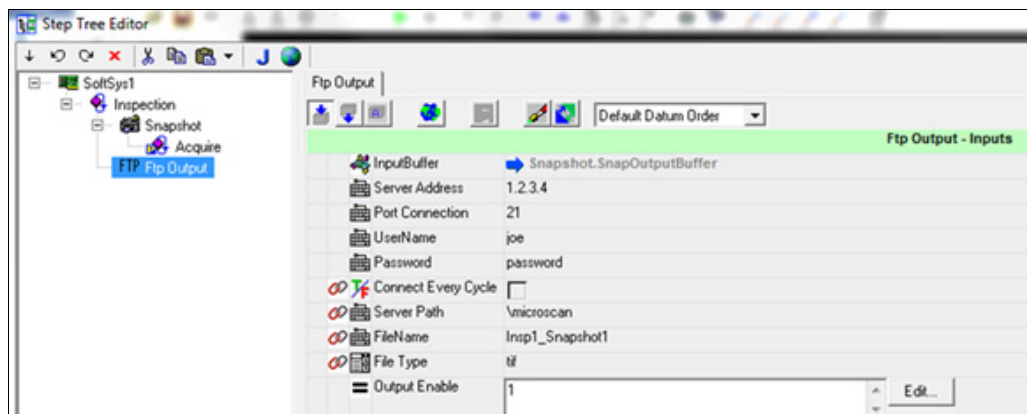 Step Tree Editor
J
SoftSys1
Inspection
Snapshot
Acquire
FTP Ftp Output
Ftp Output
Default Datum Order
Ftp Output - Inputs
InputBuffer Snapshot.SnapOutputBuffer
Server Address 1.2.3.4
Port Connection 21
UserName joe
Password password
T/F Connect Every Cycle
Server Path \microscan
FileName Insp1_Snapshot1
File Type tif
Output Enable 1 Edit...